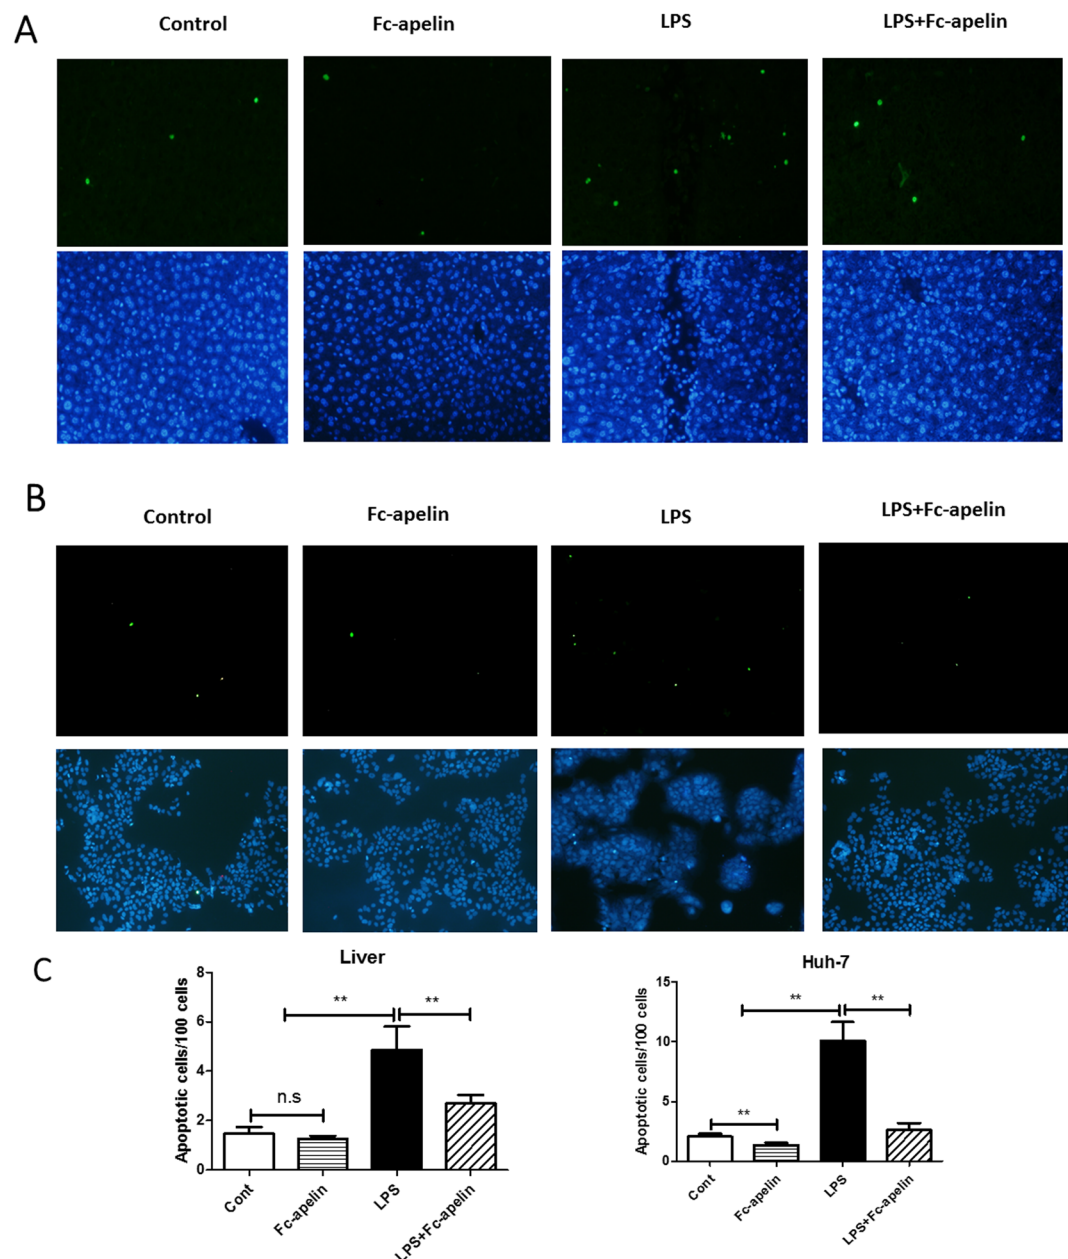 A
Control
Fc-apelin
LPS
LPS+Fc-apelin
B
Control
Fc-apelin
LPS
LPS+Fc-apelin
C
Liver
Apoptotic cells/100 cells
8
6
4
2
0
n.s
**
**
Cont
Fc-apelin
LPS
LPS+Fc-apelin
Huh-7
Apoptotic cells/100 cells
15
10
5
0
**
**
**
Cont
Fc-apelin
LPS
LPS+Fc-apelin